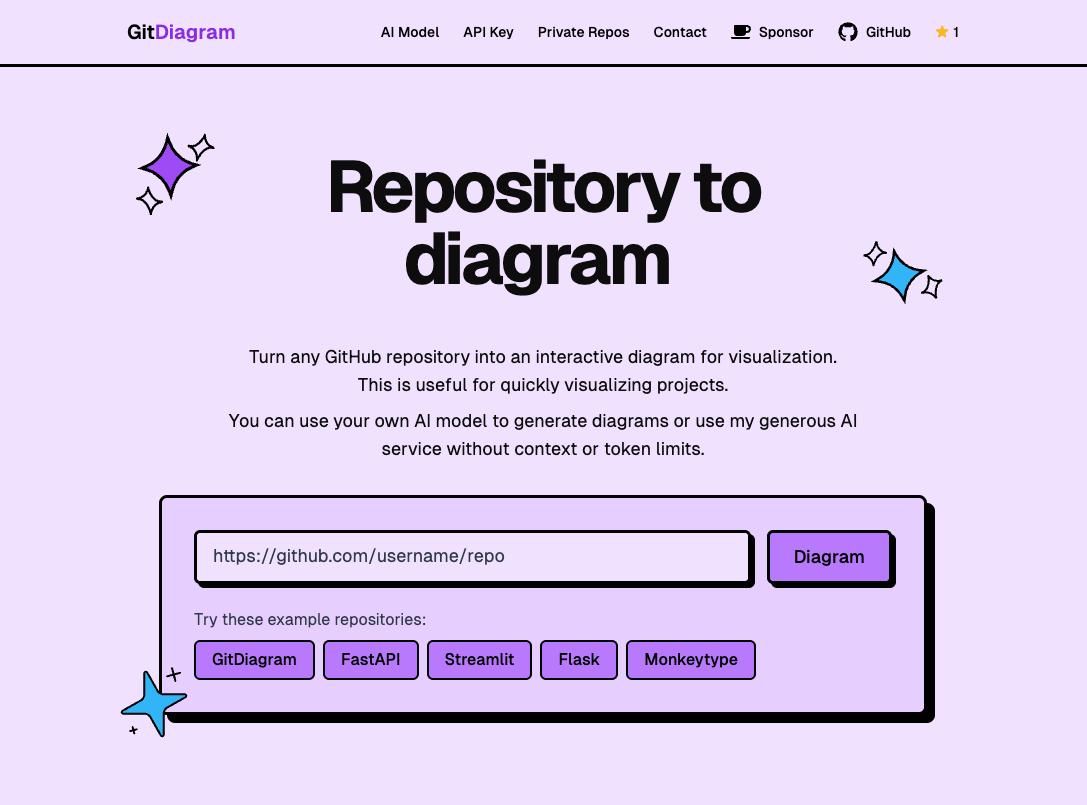 GitDiagram
AI Model API Key Private Repos Contact Sponsor GitHub 1
Repository to
diagram
Turn any GitHub repository into an interactive diagram for visualization.
This is useful for quickly visualizing projects.
You can use your own AI model to generate diagrams or use my generous AI
service without context or token limits.
https://github.com/username/repo
Diagram
Try these example repositories:
GitDiagram FastAPI Streamlit Flask Monkeytype